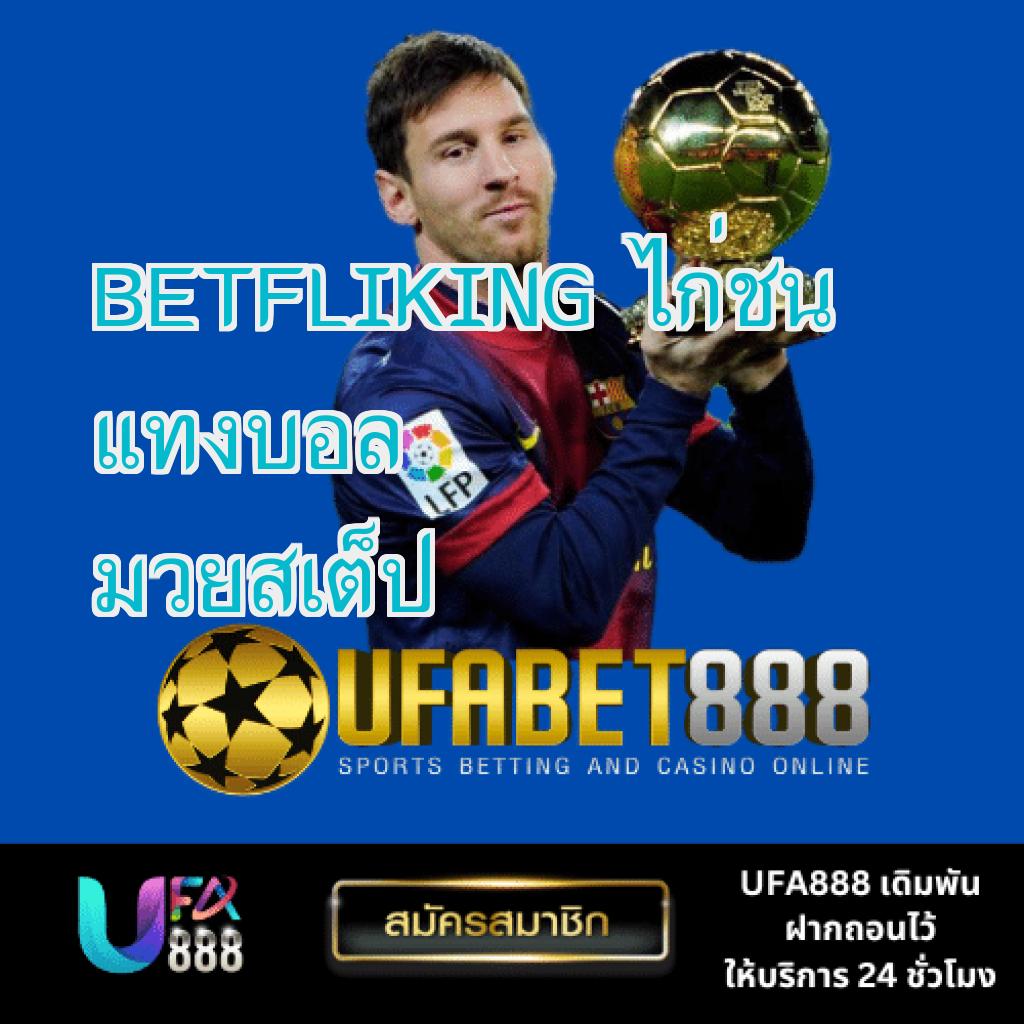 BETFLIKING ไก่ชน
แทงบอล
LFP
มวยสเต็ป
UFABET888
SPORTS BETTING AND CASINO ONLINE
UFA
888
สมัครสมาชิก
UFA888 เดิมพัน
ฝากถอนไว้
ให้บริการ 24 ชั่วโมง